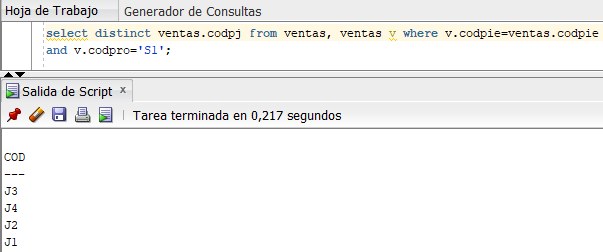 Hoja de Trabajo Generador de Consultas
select distinct ventas.codpj from ventas, ventas v where v.codpie=ventas.codpie
and v.codpro='S1';
Salida de Script x
Tarea terminada en 0,217 segundos
COD
---
J3
J4
J2
J1